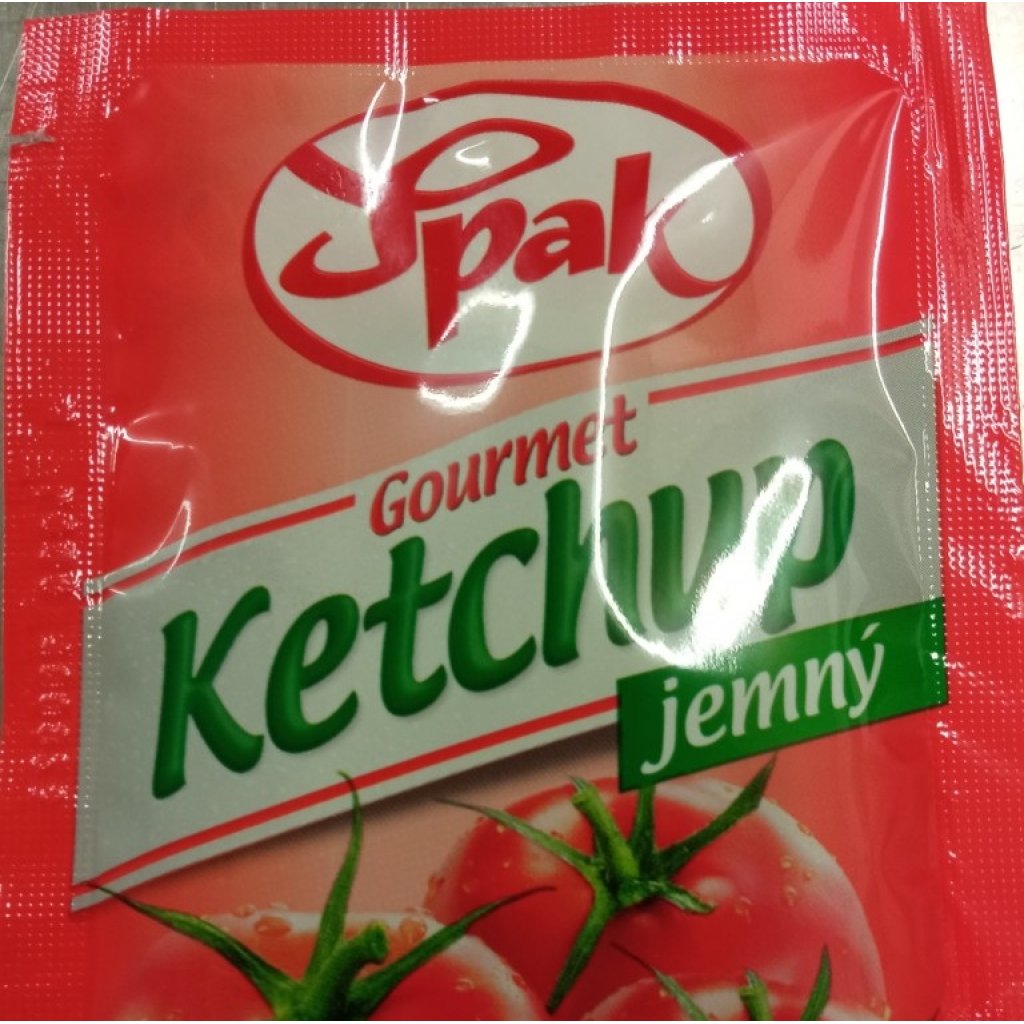 Spak
Gourmet
Ketchup
jemný